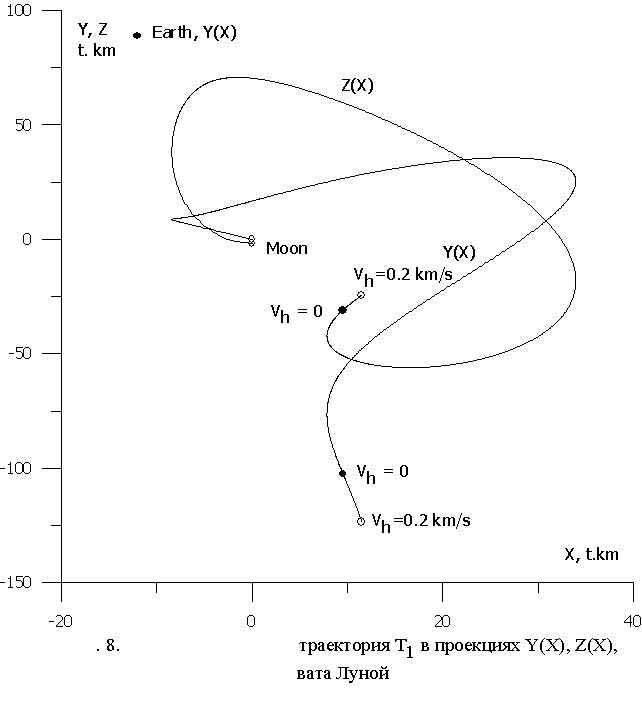 100
Y, Z
t. km
Earth, Y(X)
Z(X)
50
0
Moon
Y(X)
Vh=0.2 km/s
Vh = 0
-50
-100
Vh = 0
Vh=0.2 km/s
X, t.km
-150
-20 0 20 40
. 8. траектория T1 в проекциях Y(X), Z(X),
вата Луной